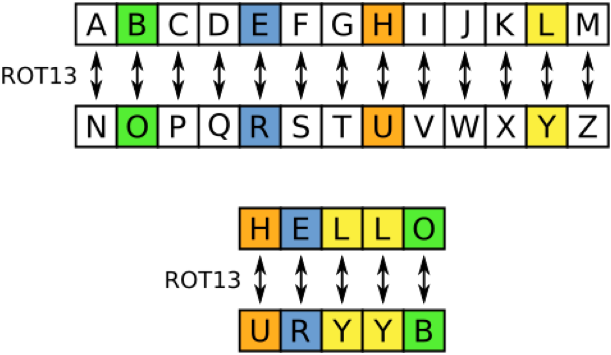 A B C D E F G H I J K L M
ROT13
N O P Q R S T U V W X Y Z
H E L L O
ROT13
U R Y Y B